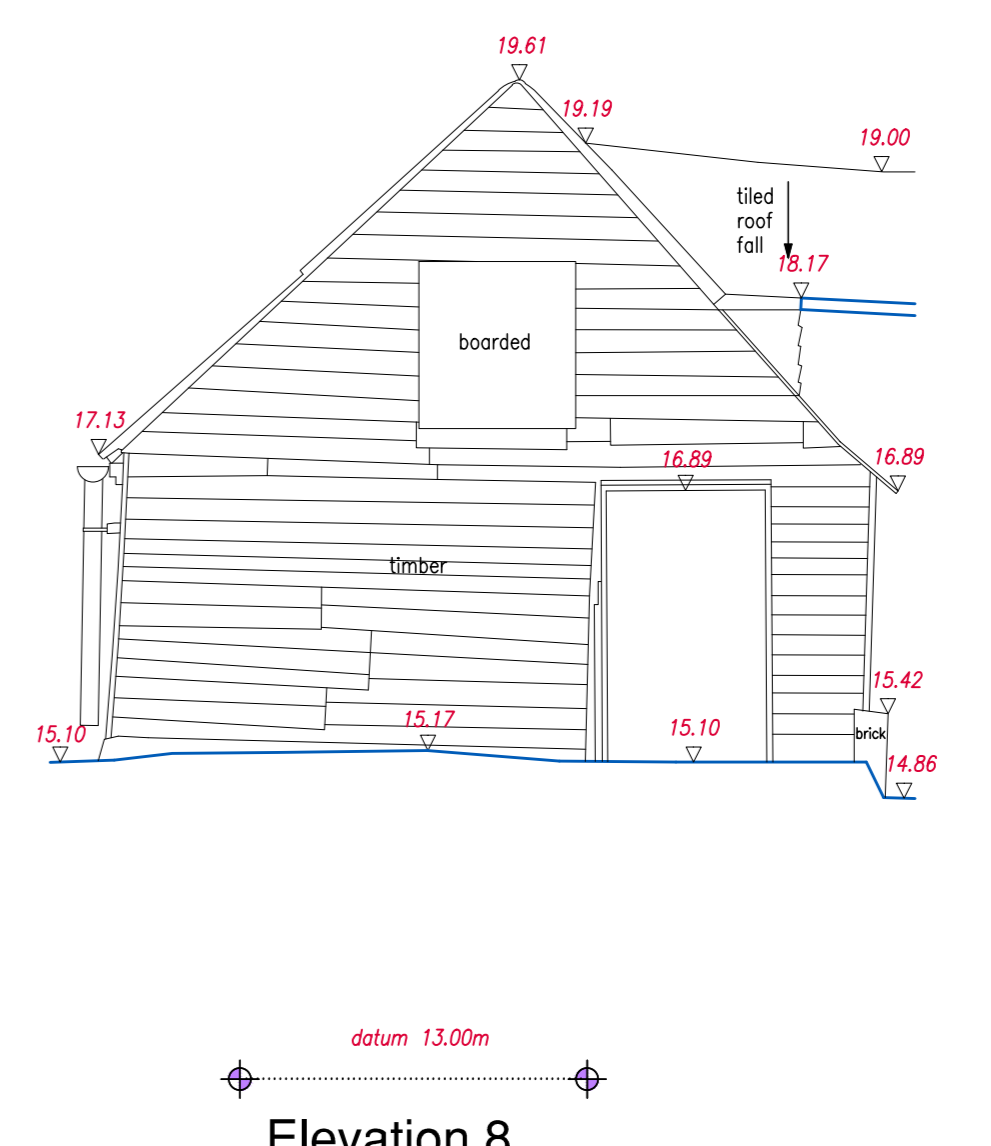 19.61
19.19
19.00
tiled
roof
fall
18.17
boarded
17.13
16.89
16.89
timber
15.42
15.17
15.10
15.10
brick
14.86
datum 13.00m
Elevation 8